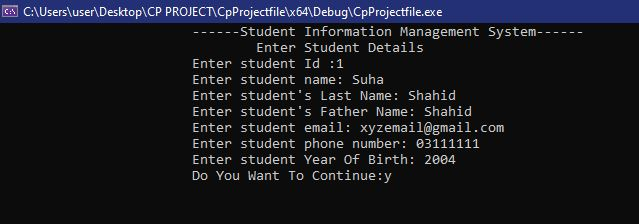 C:\Users\user\Desktop\CP PROJECT\CpProjectfile\x64\Debug\CpProjectfile.exe
------Student Information Management System------
Enter Student Details
Enter student Id :1
Enter student name: Suha
Enter student's Last Name: Shahid
Enter student's Father Name: Shahid
Enter student email: xyzemail@gmail.com
Enter student phone number: 03111111
Enter student Year Of Birth: 2004
Do You Want To Continue:y